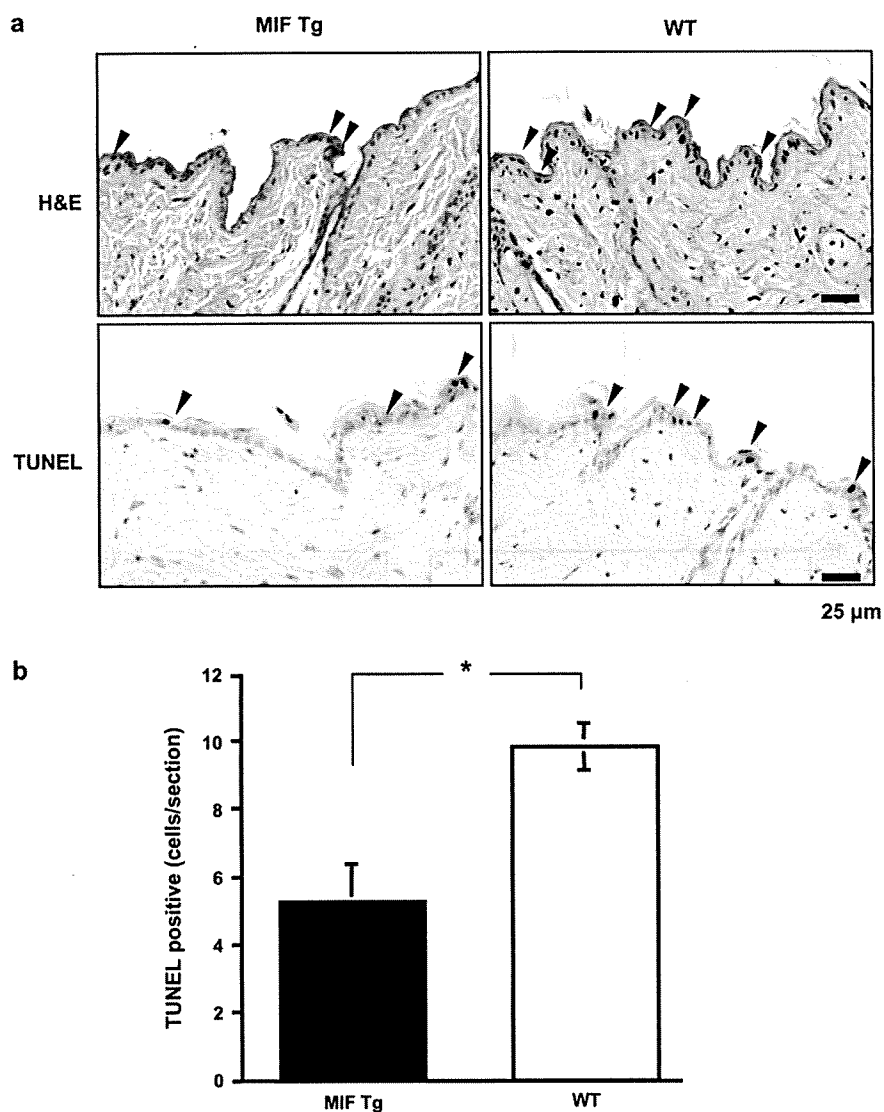 a
MIF Tg
WT
H&E
TUNEL
25 µm
b
*
TUNEL positive (cells/section)
12
10
8
6
4
2
0
MIF Tg
WT